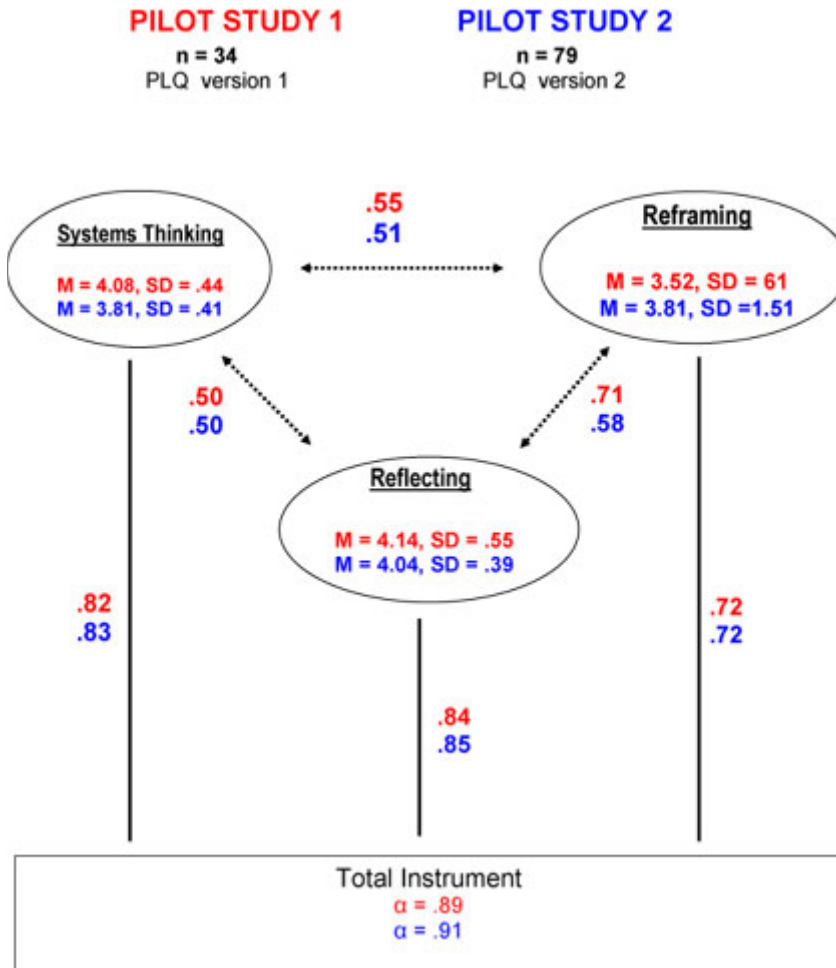 PILOT STUDY 1
n = 34
PLQ version 1
PILOT STUDY 2
n = 79
PLQ version 2
.55
.51
Systems Thinking
M = 4.08, SD = .44
M = 3.81, SD = .41
Reframing
M = 3.52, SD = 61
M = 3.81, SD =1.51
.50
.50
.71
.58
Reflecting
M = 4.14, SD = .55
M = 4.04, SD = .39
.82
.83
.84
.85
.72
.72
Total Instrument
α = .89
α = .91